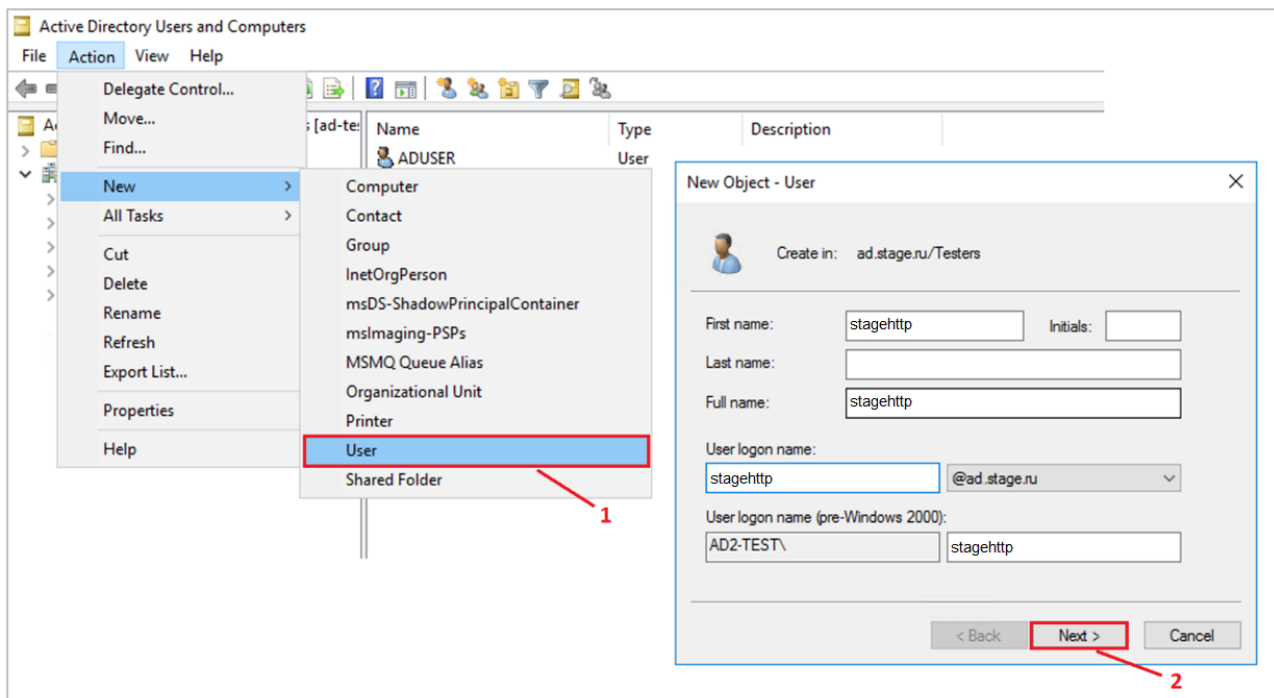 Active Directory Users and Computers
File Action View Help
Delegate Control...
Move...
Find...
New
All Tasks
Cut
Delete
Rename
Refresh
Export List...
Properties
Help
Computer
Contact
Group
InetOrgPerson
msDS-ShadowPrincipalContainer
msImaging-PSPs
MSMQ Queue Alias
Organizational Unit
Printer
User
Shared Folder
1
[ad-te
Name Type Description
ADUSER User
New Object - User
Create in: ad.stage.ru/Testers
First name: stagehttp Initials:
Last name:
Full name: stagehttp
User logon name:
stagehttp @ad.stage.ru
User logon name (pre-Windows 2000):
AD2-TEST\ stagehttp
< Back Next > Cancel
2